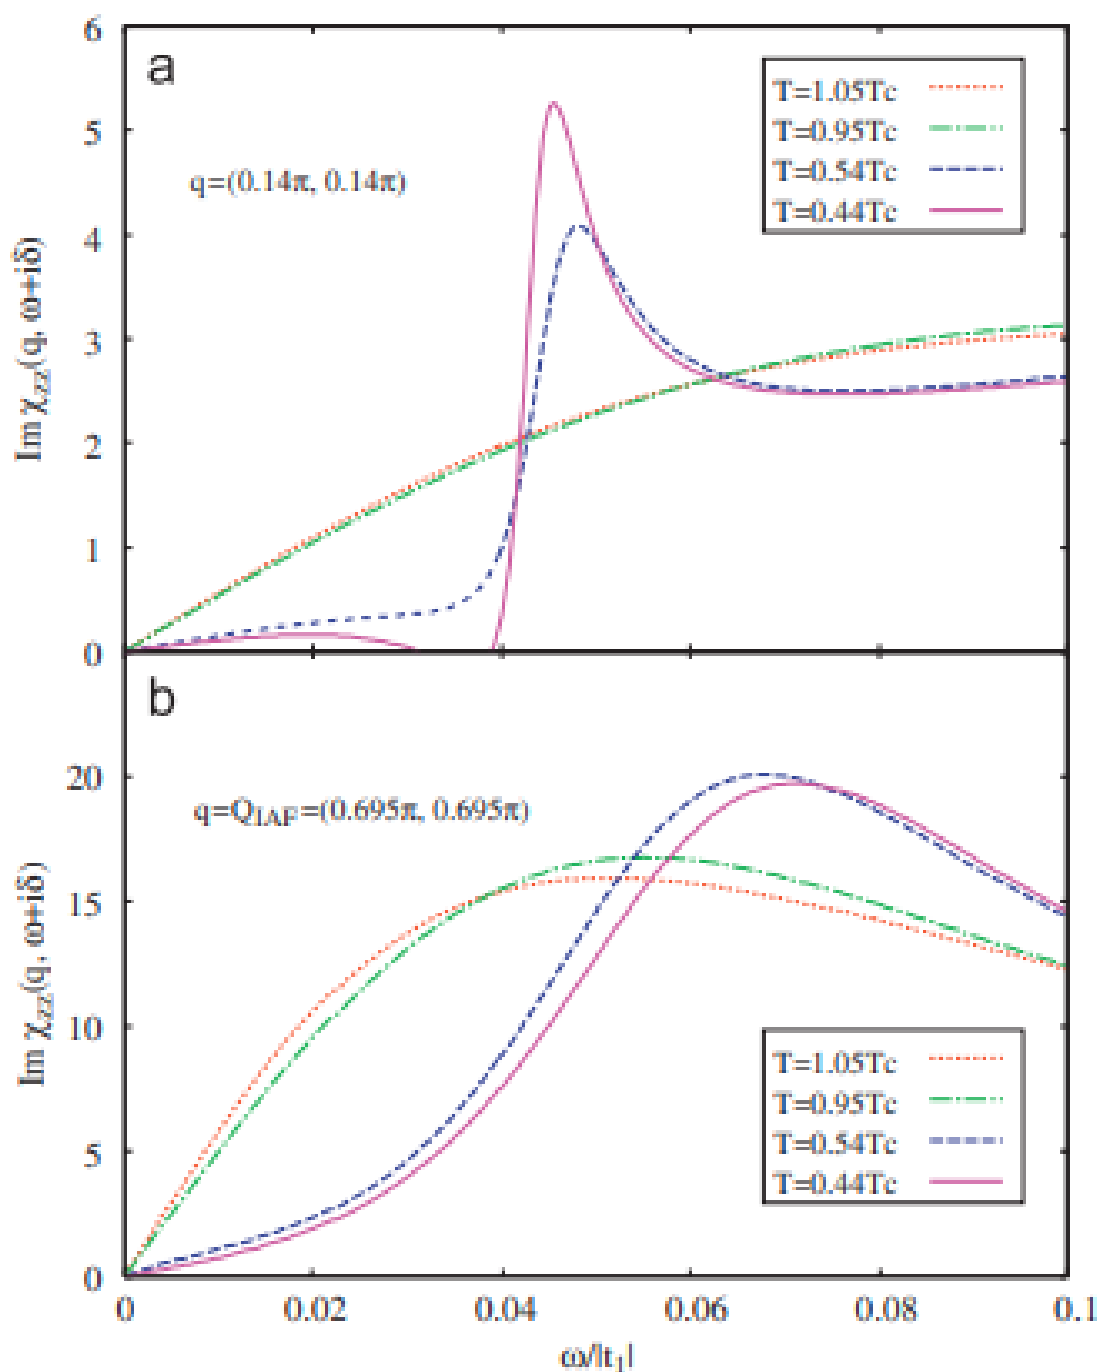 6
a
T=1.05Tc
5
T=0.95Tc
T=0.54Tc
q=(0.14π, 0.14π)
T=0.44Tc
4
Im χzz(q, ω+iδ)
3
2
1
0
b
20
q=Q_IAF=(0.695π, 0.695π)
15
Im χzz(q, ω+iδ)
10
T=1.05Tc
T=0.95Tc
5
T=0.54Tc
T=0.44Tc
0
0 0.02 0.04 0.06 0.08 0.1
ω/|t₁|